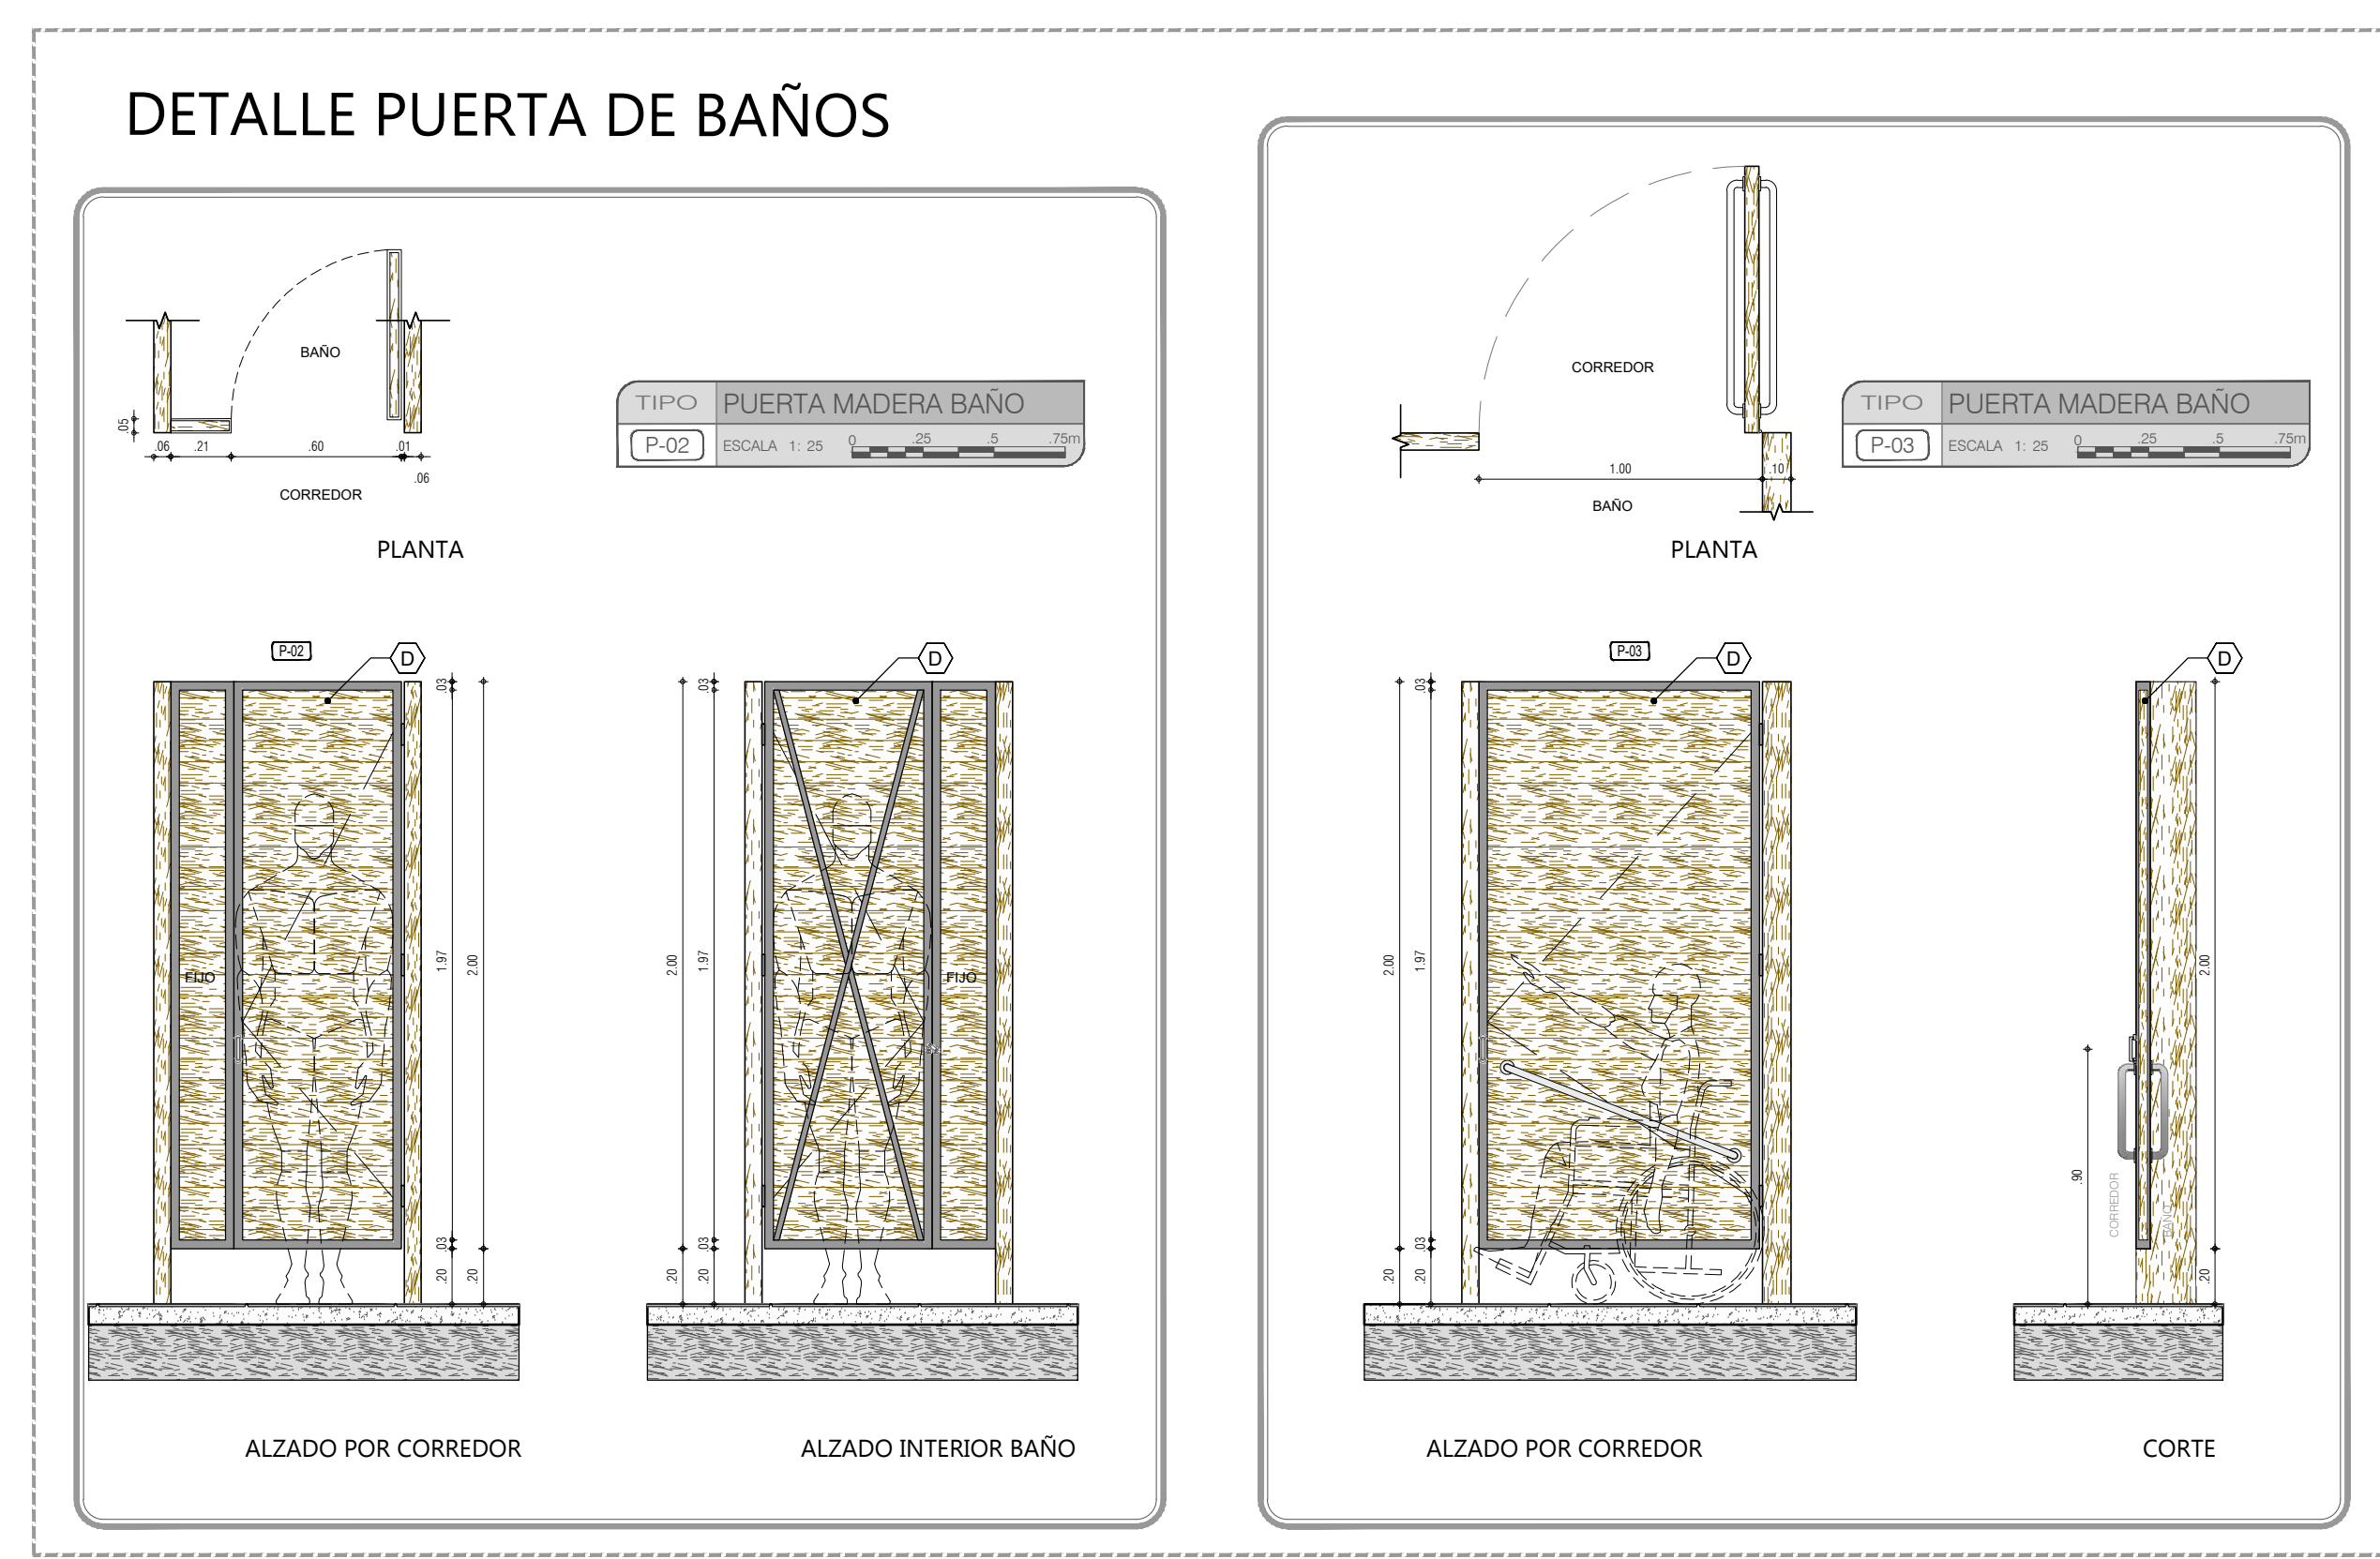 DETALLE PUERTA DE BAÑOS
BAÑO
.05
.06 .21 .60 .01
.06
CORREDOR
PLANTA
TIPO PUERTA MADERA BAÑO
P-02 ESCALA 1: 25 0 .25 .5 .75m
P-02
D
FIJO
.03
1.97
2.00
.03
.20
.20
ALZADO POR CORREDOR
D
FIJO
.03
2.00
1.97
.03
.20
.20
ALZADO INTERIOR BAÑO
CORREDOR
1.00 .10
BAÑO
PLANTA
TIPO PUERTA MADERA BAÑO
P-03 ESCALA 1: 25 0 .25 .5 .75m
P-03
D
.03
2.00
1.97
.03
.20
.20
ALZADO POR CORREDOR
D
2.00
.90
CORREDOR
BAÑO
.20
CORTE